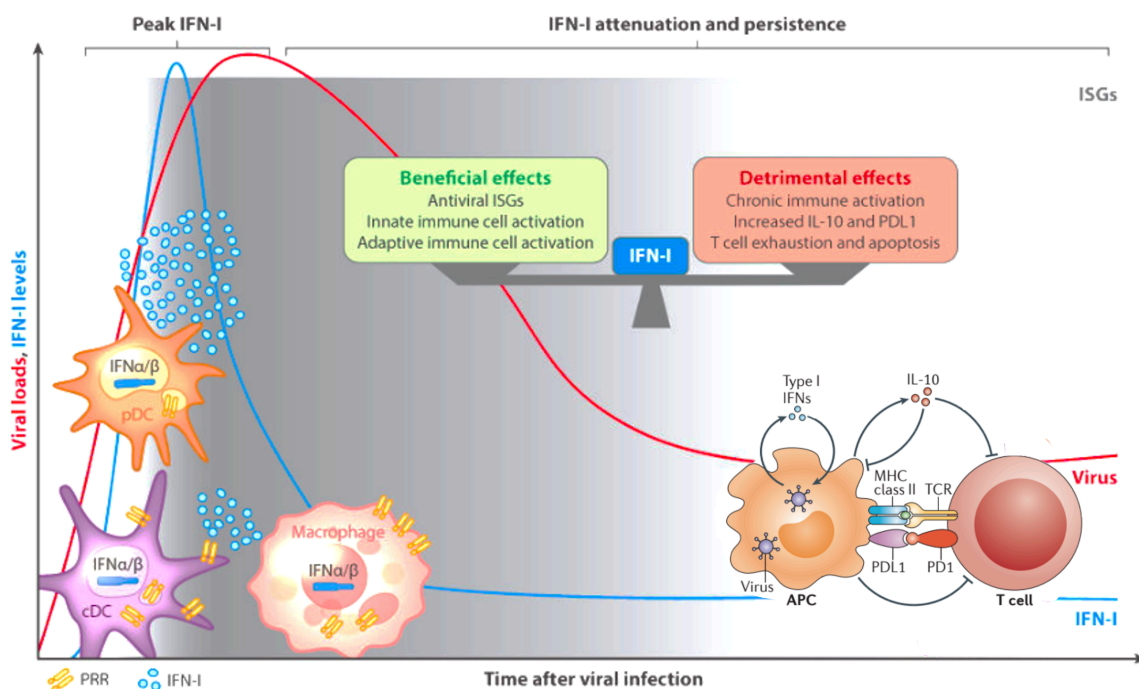 Peak IFN-I
IFN-I attenuation and persistence
ISGs
Beneficial effects
Antiviral ISGs
Innate immune cell activation
Adaptive immune cell activation
Detrimental effects
Chronic immune activation
Increased IL-10 and PDL1
T cell exhaustion and apoptosis
IFN-I
Viral loads, IFN-I levels
IFNα/β
pDC
IFNα/β
cDC
Macrophage
IFNα/β
Type I
IFNs
IL-10
MHC
class II
TCR
PDL1
PD1
Virus
APC
T cell
Virus
IFN-I
PRR
IFN-I
Time after viral infection